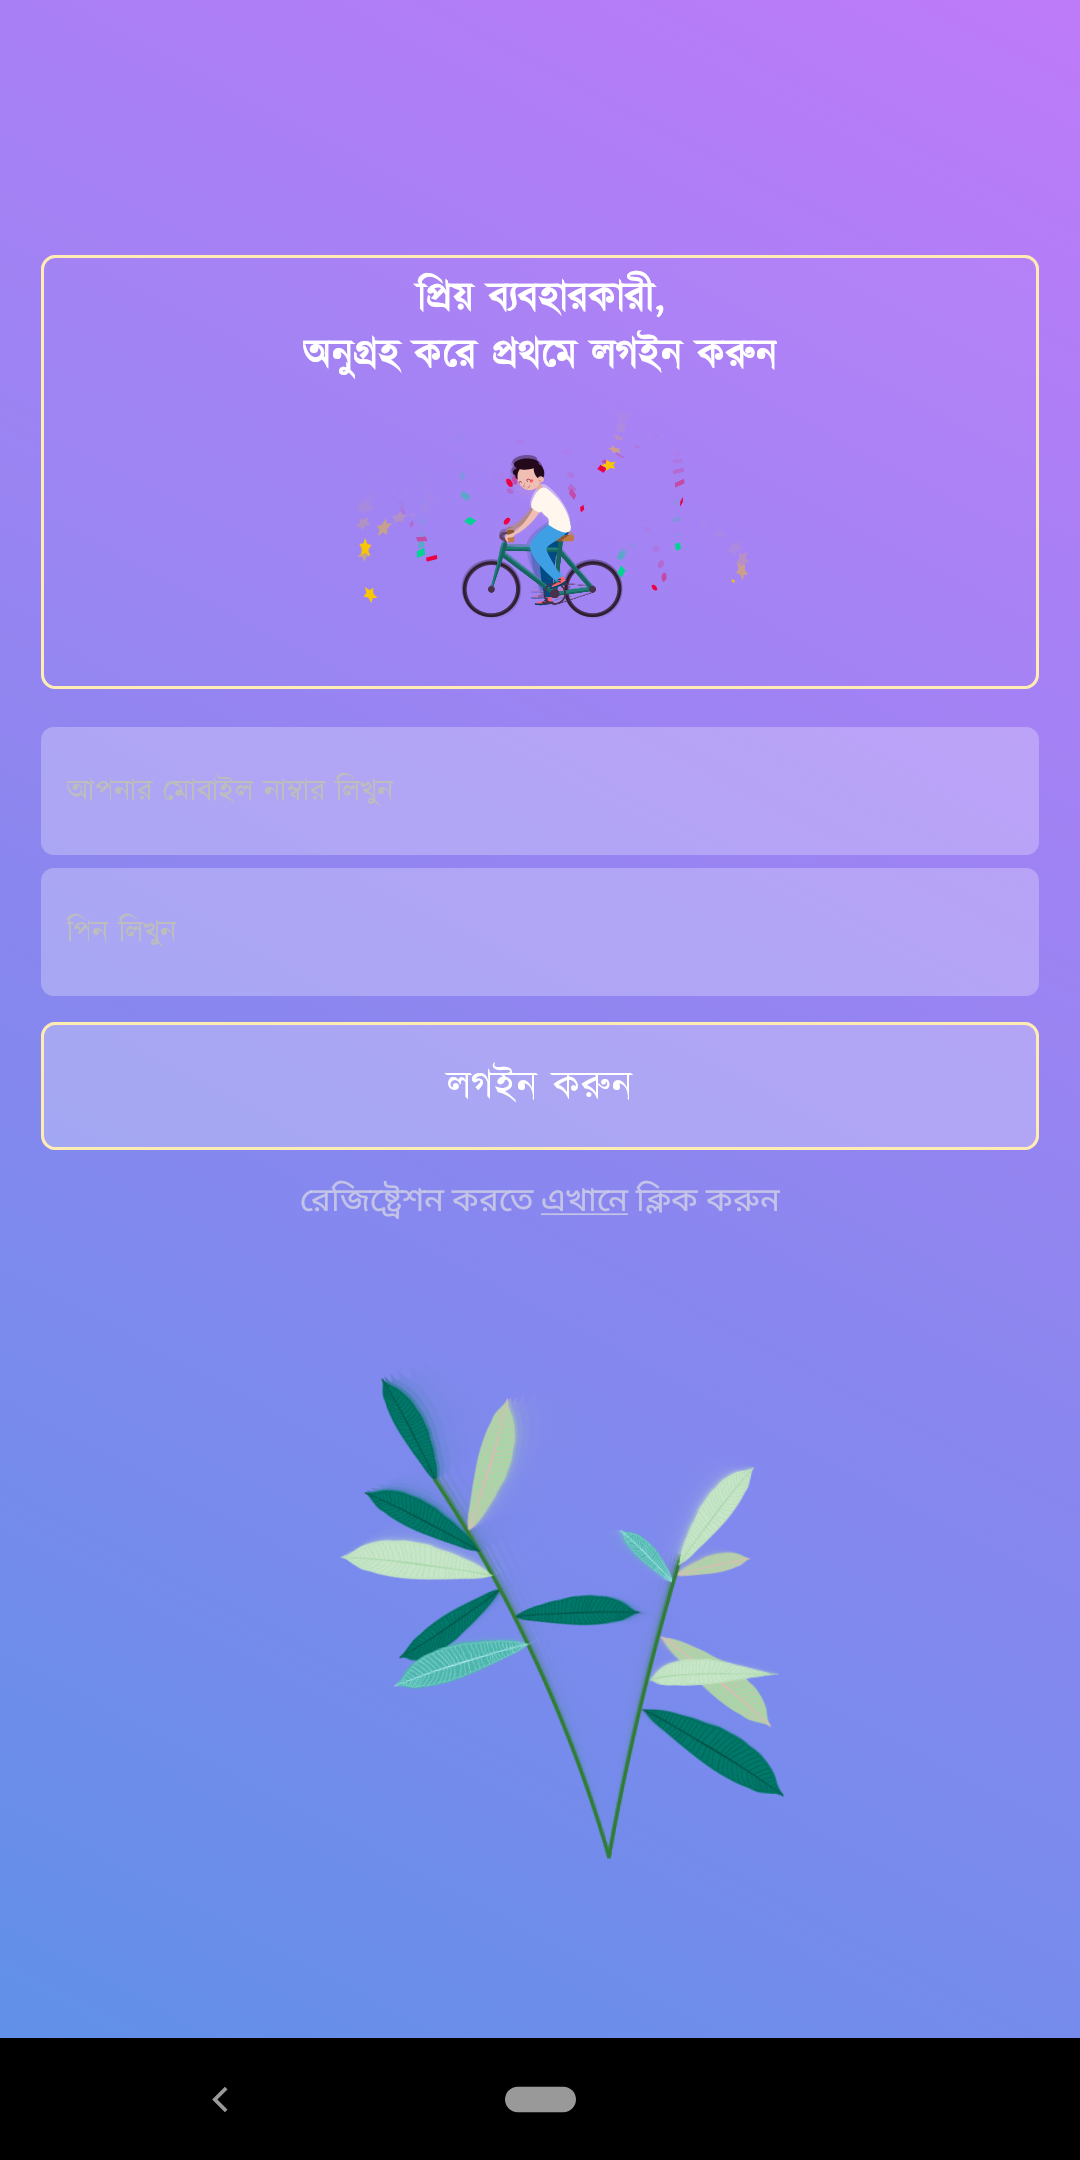 প্রিয় ব্যবহারকারী,
অনুগ্রহ করে প্রথমে লগইন করুন
আপনার মোবাইল নাম্বার লিখুন
পিন লিখুন
লগইন করুন
রেজিষ্ট্রেশন করতে এখানে ক্লিক করুন